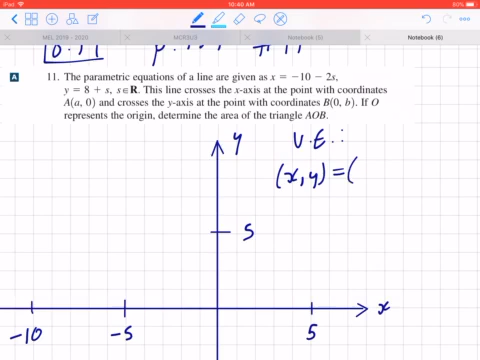 10:40 AM
30%
MEL 2019 - 2020
MCR3U5
Notebook (5)
Notebook (6)
A 11. The parametric equations of a line are given as x = −10 − 2s,
y = 8 + s, s∈R. This line crosses the x-axis at the point with coordinates
A(a, 0) and crosses the y-axis at the point with coordinates B(0, b). If O
represents the origin, determine the area of the triangle AOB.
V.E ∴
(x,y) = (
y
5
x
-10 -5 5